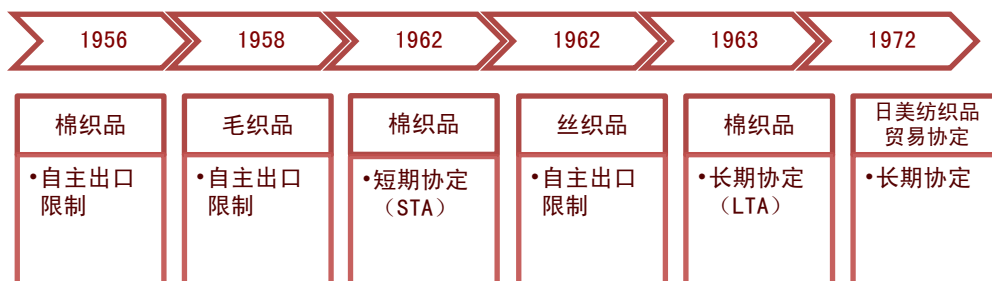 1956
1958
1962
1962
1963
1972
棉织品
毛织品
棉织品
丝织品
棉织品
日美纺织品
贸易协定
•自主出口
限制
•自主出口
限制
•短期协定
（STA）
•自主出口
限制
•长期协定
（LTA）
•长期协定